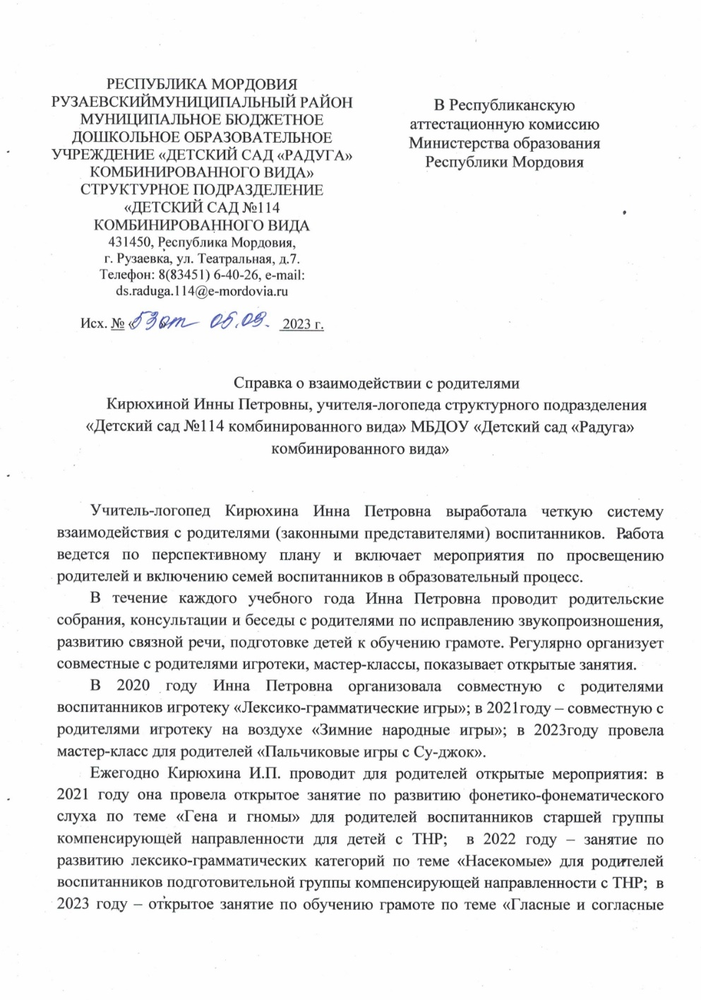 РЕСПУБЛИКА МОРДОВИЯ
РУЗАЕВСКИЙМУНИЦИПАЛЬНЫЙ РАЙОН
МУНИЦИПАЛЬНОЕ БЮДЖЕТНОЕ
ДОШКОЛЬНОЕ ОБРАЗОВАТЕЛЬНОЕ
УЧРЕЖДЕНИЕ «ДЕТСКИЙ САД «РАДУГА»
КОМБИНИРОВАННОГО ВИДА»
СТРУКТУРНОЕ ПОДРАЗДЕЛЕНИЕ
«ДЕТСКИЙ САД №114
КОМБИНИРОВАННОГО ВИДА
431450, Республика Мордовия,
г. Рузаевка, ул. Театральная, д.7.
Телефон: 8(83451) 6-40-26, e-mail:
ds.raduga.114@e-mordovia.ru
Исх. № «53» от 05.09. 2023 г.
В Республиканскую
аттестационную комиссию
Министерства образования
Республики Мордовия
Справка о взаимодействии с родителями
Кирюхиной Инны Петровны, учителя-логопеда структурного подразделения
«Детский сад №114 комбинированного вида» МБДОУ «Детский сад «Радуга»
комбинированного вида»
Учитель-логопед Кирюхина Инна Петровна выработала четкую систему
взаимодействия с родителями (законными представителями) воспитанников. Работа
ведется по перспективному плану и включает мероприятия по просвещению
родителей и включению семей воспитанников в образовательный процесс.
В течение каждого учебного года Инна Петровна проводит родительские
собрания, консультации и беседы с родителями по исправлению звукопроизношения,
развитию связной речи, подготовке детей к обучению грамоте. Регулярно организует
совместные с родителями игротеки, мастер-классы, показывает открытые занятия.
В 2020 году Инна Петровна организовала совместную с родителями
воспитанников игротеку «Лексико-грамматические игры»; в 2021году – совместную с
родителями игротеку на воздухе «Зимние народные игры»; в 2023году провела
мастер-класс для родителей «Пальчиковые игры с Су-джок».
Ежегодно Кирюхина И.П. проводит для родителей открытые мероприятия: в
2021 году она провела открытое занятие по развитию фонетико-фонематического
слуха по теме «Гена и гномы» для родителей воспитанников старшей группы
компенсирующей направленности для детей с ТНР; в 2022 году – занятие по
развитию лексико-грамматических категорий по теме «Насекомые» для родителей
воспитанников подготовительной группы компенсирующей направленности с ТНР; в
2023 году – открытое занятие по обучению грамоте по теме «Гласные и согласные